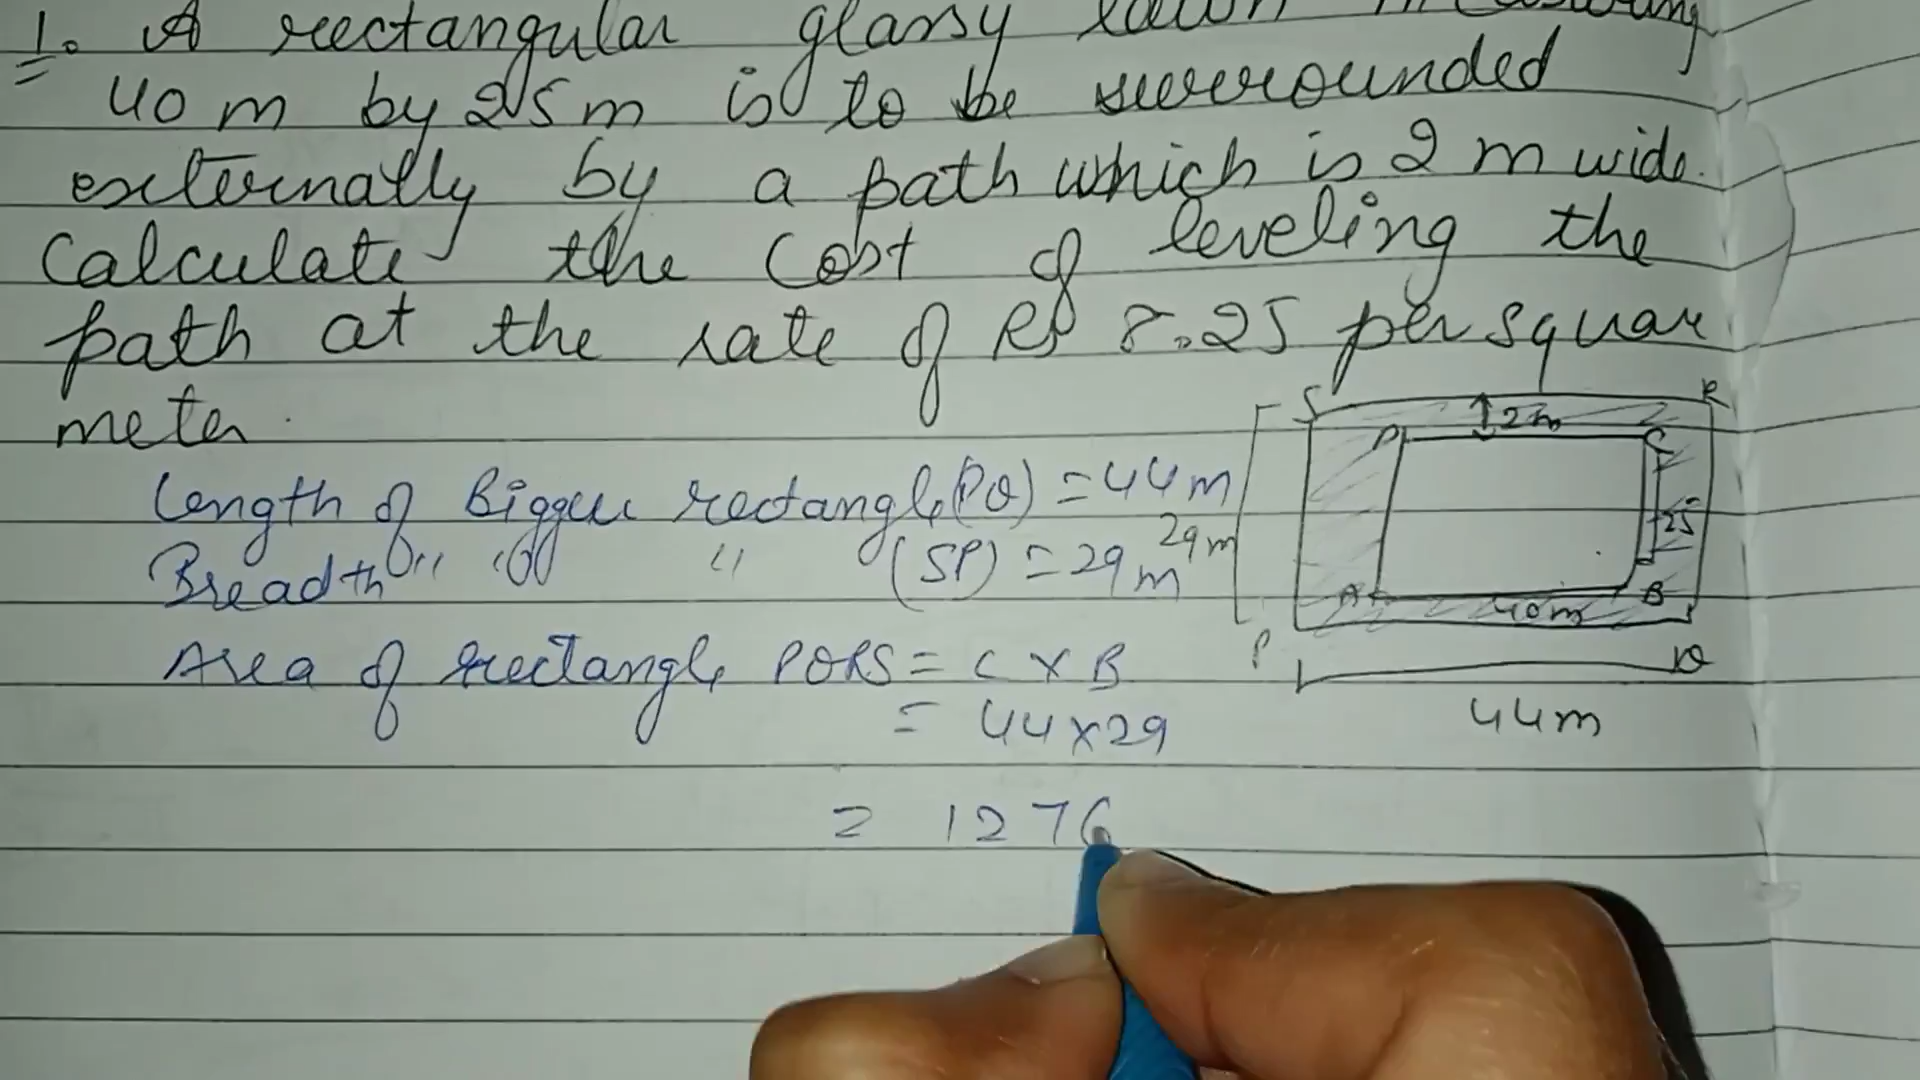 1. A rectangular glassy lawn measuring
40 m by 25 m is to be surrounded
externally by a path which is 2 m wide.
Calculate the cost of leveling the
path at the rate of Rs 8.25 per square
meter.
Length of Bigger rectangle (PQ) = 44 m
Breadth " " " (SP) = 29 m
Area of rectangle PQRS = L X B
= 44 x 29
= 1276
S R
2m
D C
25
29 m
A B
40 m
P Q
44 m